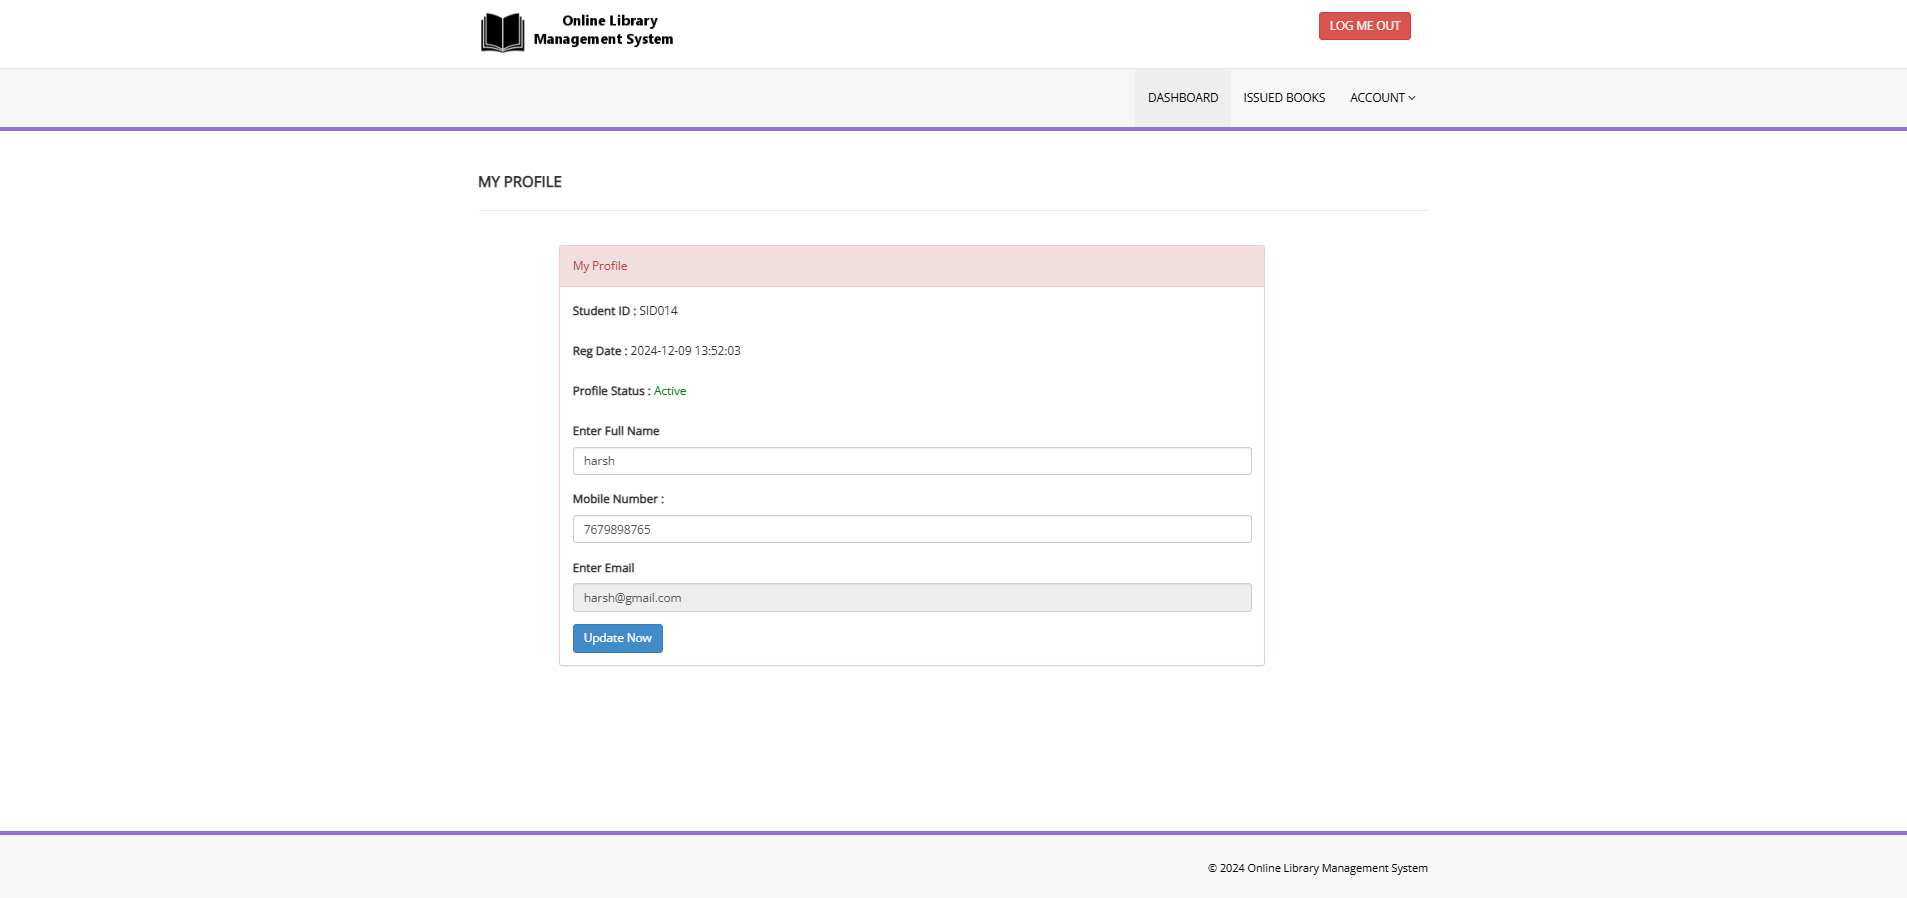 Online Library
Management System
LOG ME OUT
DASHBOARD ISSUED BOOKS ACCOUNT
MY PROFILE
My Profile
Student ID : SID014
Reg Date : 2024-12-09 13:52:03
Profile Status : Active
Enter Full Name
harsh
Mobile Number :
7679898765
Enter Email
harsh@gmail.com
Update Now
© 2024 Online Library Management System